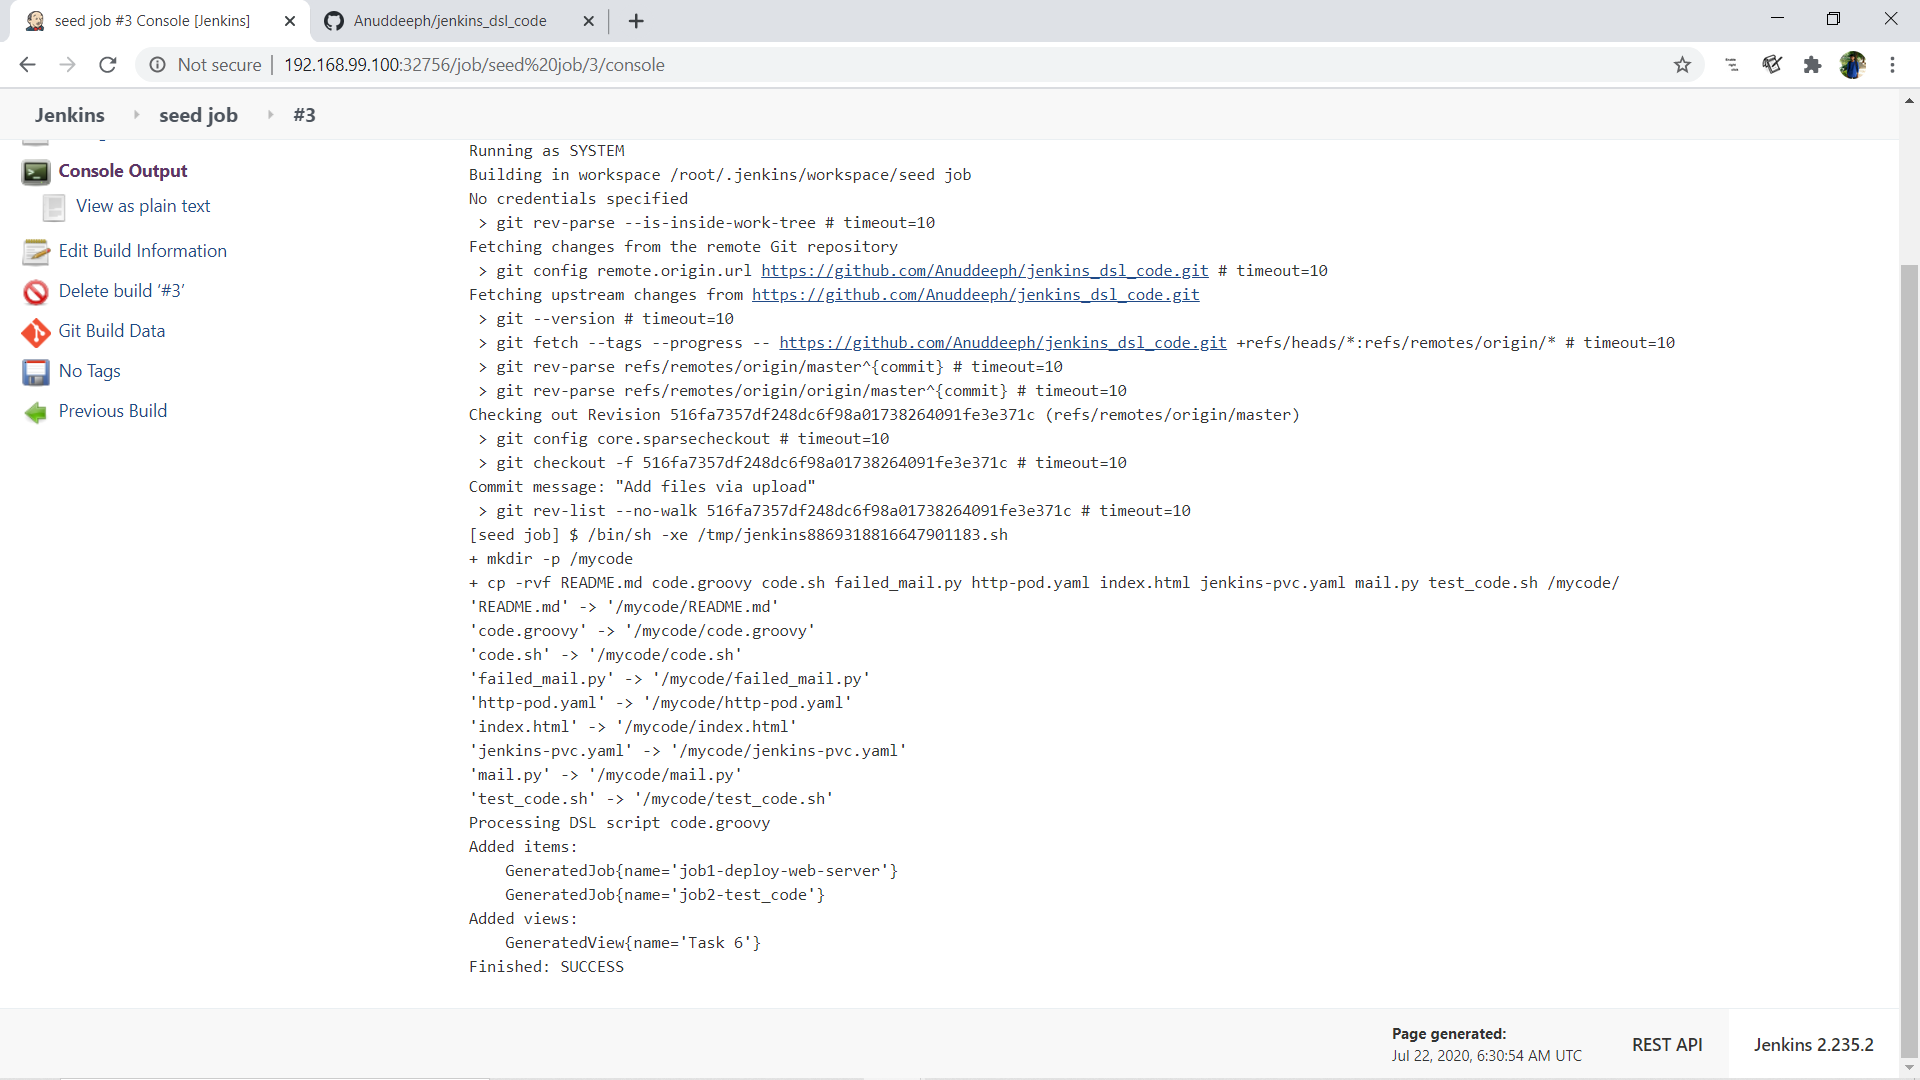 seed job #3 Console [Jenkins]
Anuddeeph/jenkins_dsl_code
Not secure
192.168.99.100:32756/job/seed%20job/3/console
Jenkins
seed job
#3
Console Output
View as plain text
Edit Build Information
Delete build ‘#3’
Git Build Data
No Tags
Previous Build
Running as SYSTEM
Building in workspace /root/.jenkins/workspace/seed job
No credentials specified
> git rev-parse --is-inside-work-tree # timeout=10
Fetching changes from the remote Git repository
> git config remote.origin.url https://github.com/Anuddeeph/jenkins_dsl_code.git # timeout=10
Fetching upstream changes from https://github.com/Anuddeeph/jenkins_dsl_code.git
> git --version # timeout=10
> git fetch --tags --progress -- https://github.com/Anuddeeph/jenkins_dsl_code.git +refs/heads/*:refs/remotes/origin/* # timeout=10
> git rev-parse refs/remotes/origin/master^{commit} # timeout=10
> git rev-parse refs/remotes/origin/origin/master^{commit} # timeout=10
Checking out Revision 516fa7357df248dc6f98a01738264091fe3e371c (refs/remotes/origin/master)
> git config core.sparsecheckout # timeout=10
> git checkout -f 516fa7357df248dc6f98a01738264091fe3e371c # timeout=10
Commit message: "Add files via upload"
> git rev-list --no-walk 516fa7357df248dc6f98a01738264091fe3e371c # timeout=10
[seed job] $ /bin/sh -xe /tmp/jenkins8869318816647901183.sh
+ mkdir -p /mycode
+ cp -rvf README.md code.groovy code.sh failed_mail.py http-pod.yaml index.html jenkins-pvc.yaml mail.py test_code.sh /mycode/
'README.md' -> '/mycode/README.md'
'code.groovy' -> '/mycode/code.groovy'
'code.sh' -> '/mycode/code.sh'
'failed_mail.py' -> '/mycode/failed_mail.py'
'http-pod.yaml' -> '/mycode/http-pod.yaml'
'index.html' -> '/mycode/index.html'
'jenkins-pvc.yaml' -> '/mycode/jenkins-pvc.yaml'
'mail.py' -> '/mycode/mail.py'
'test_code.sh' -> '/mycode/test_code.sh'
Processing DSL script code.groovy
Added items:
GeneratedJob{name='job1-deploy-web-server'}
GeneratedJob{name='job2-test_code'}
Added views:
GeneratedView{name='Task 6'}
Finished: SUCCESS
Page generated:
Jul 22, 2020, 6:30:54 AM UTC
REST API
Jenkins 2.235.2